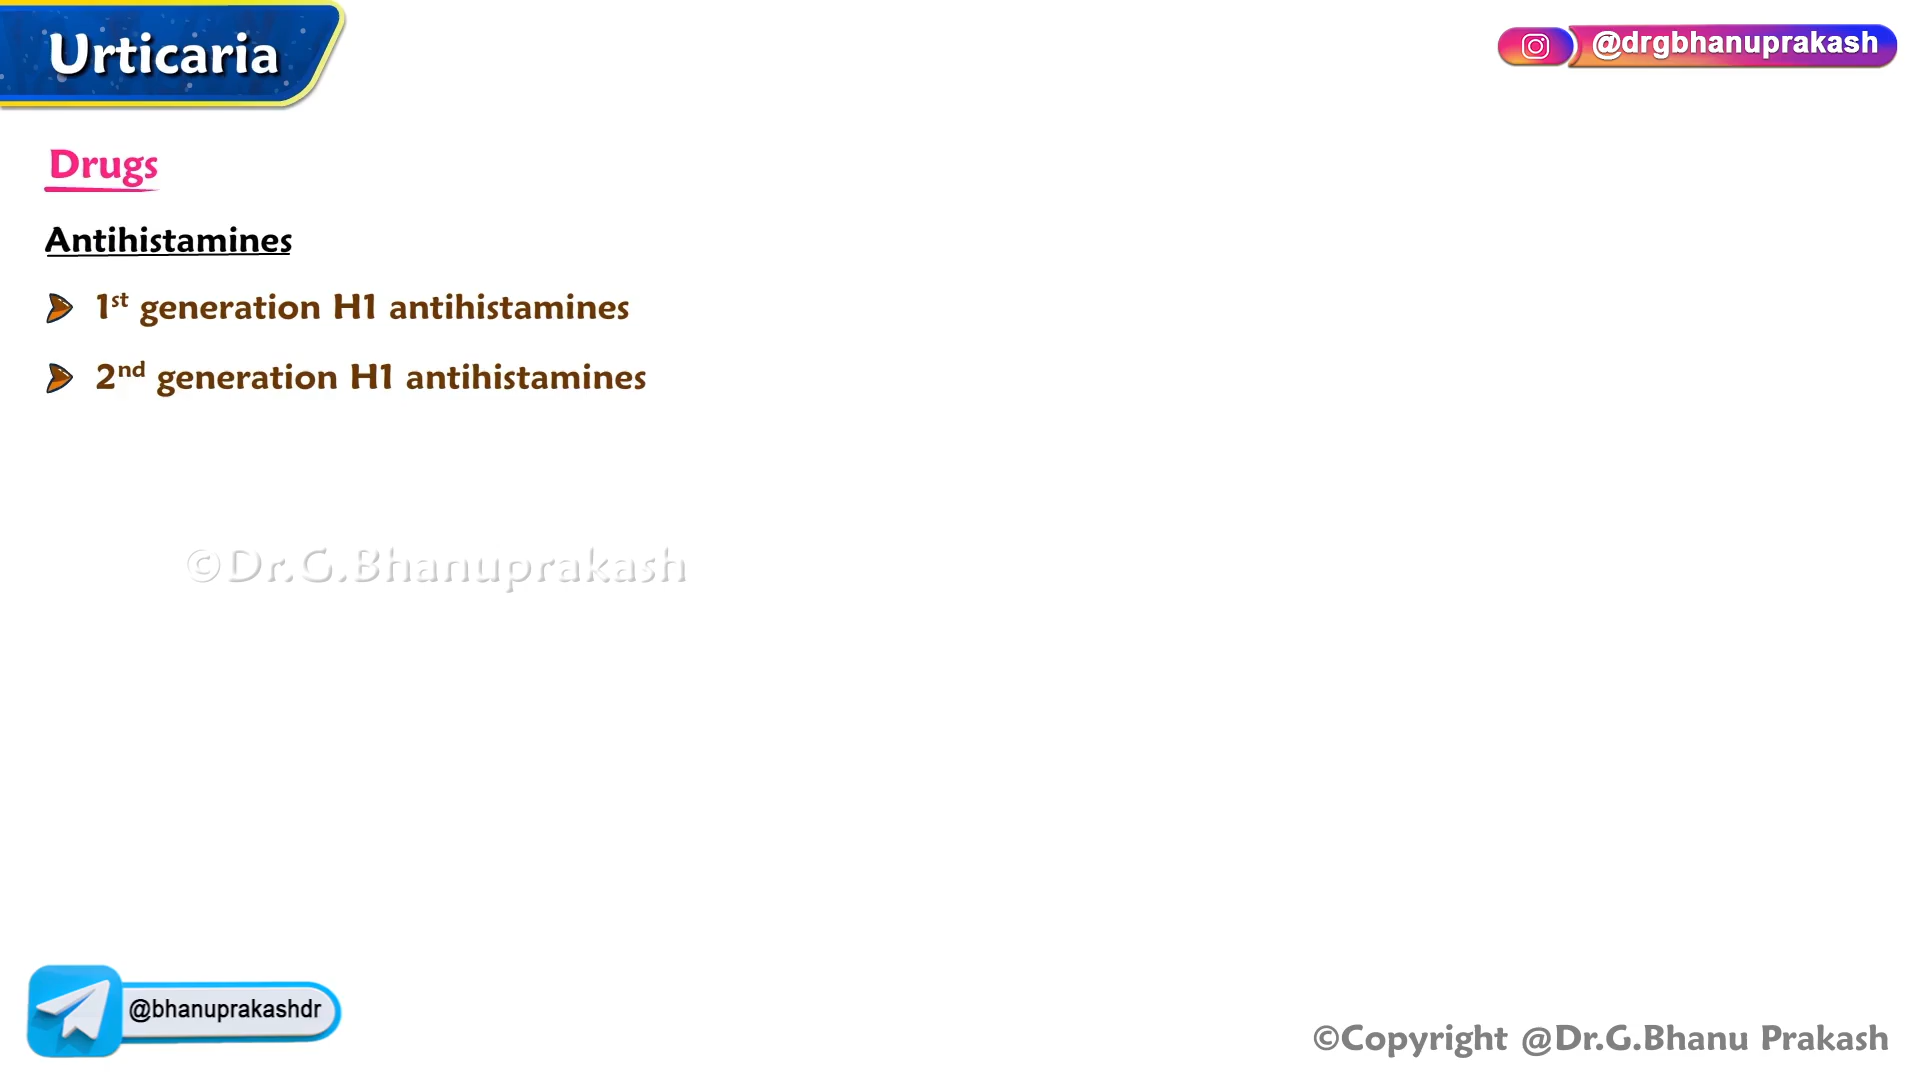 Urticaria
@drgbhanuprakash
Drugs
Antihistamines
1st generation H1 antihistamines
2nd generation H1 antihistamines
©Dr.G.Bhanuprakash
@bhanuprakashdr
©Copyright @Dr.G.Bhanu Prakash